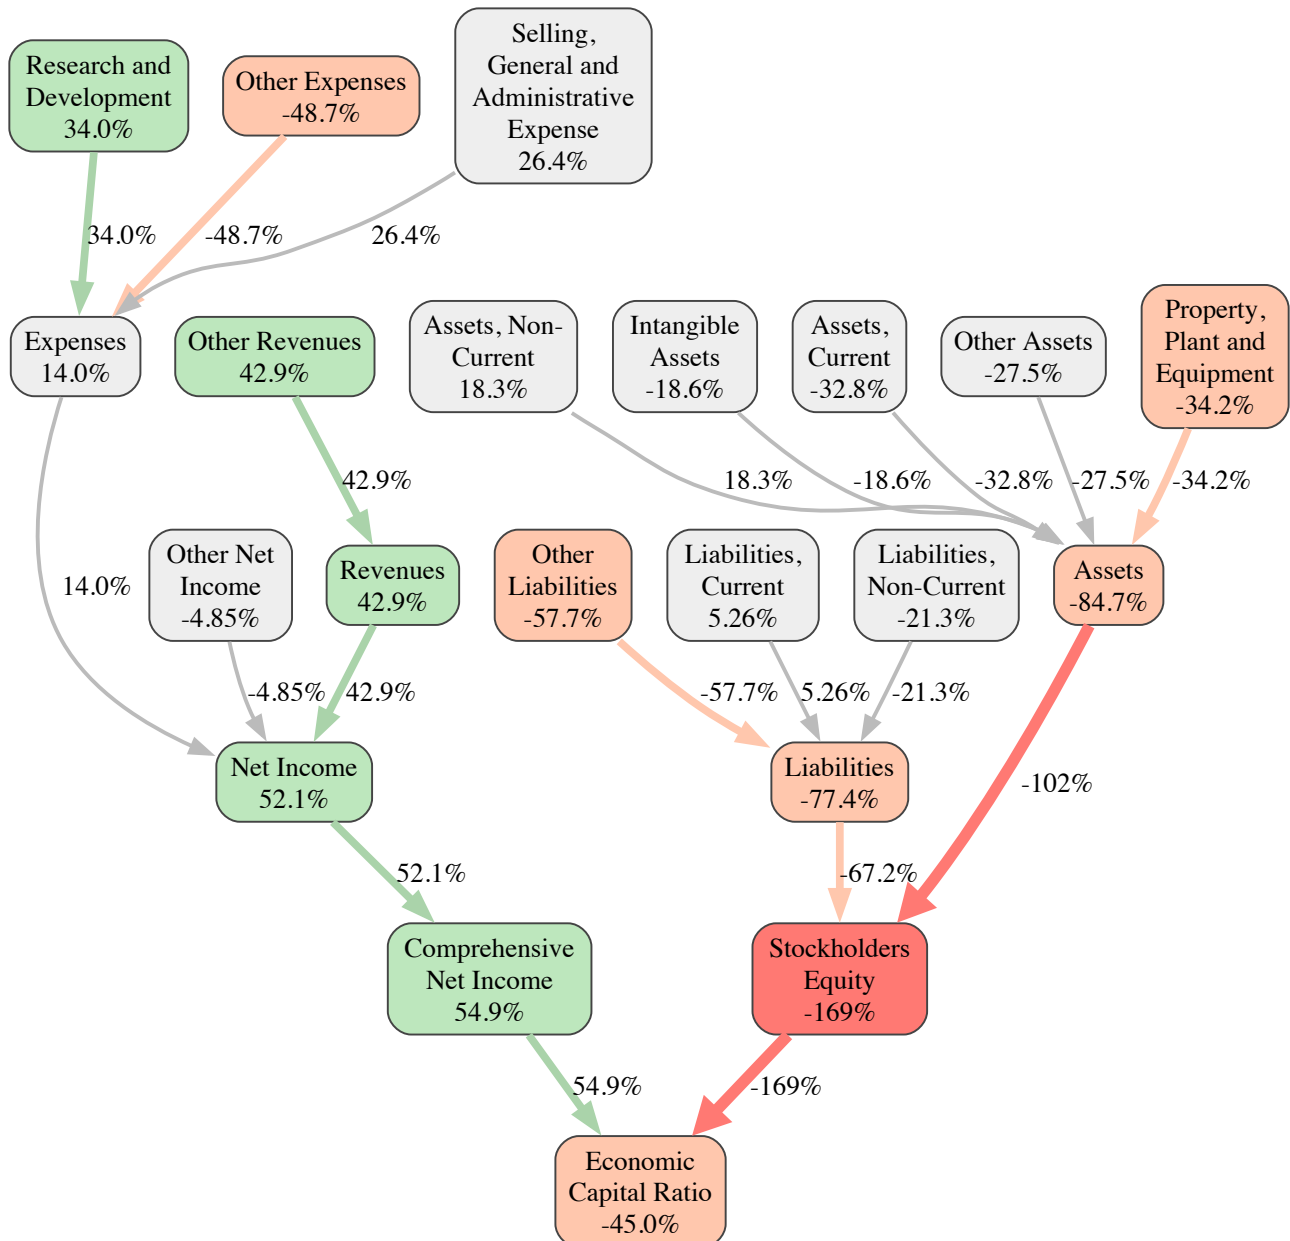 Selling,
General and
Administrative
Expense
26.4%
Research and
Development
34.0%
Other Expenses
-48.7%
34.0%
-48.7%
26.4%
Expenses
14.0%
Other Revenues
42.9%
Assets, Non-
Current
18.3%
Intangible
Assets
-18.6%
Assets,
Current
-32.8%
Other Assets
-27.5%
Property,
Plant and
Equipment
-34.2%
42.9%
18.3%
-18.6%
-32.8%
-27.5%
-34.2%
14.0%
Other Net
Income
-4.85%
Revenues
42.9%
Other
Liabilities
-57.7%
Liabilities,
Current
5.26%
Liabilities,
Non-Current
-21.3%
Assets
-84.7%
-4.85%
42.9%
-57.7%
5.26%
-21.3%
Net Income
52.1%
Liabilities
-77.4%
-102%
52.1%
-67.2%
Comprehensive
Net Income
54.9%
Stockholders
Equity
-169%
54.9%
-169%
Economic
Capital Ratio
-45.0%